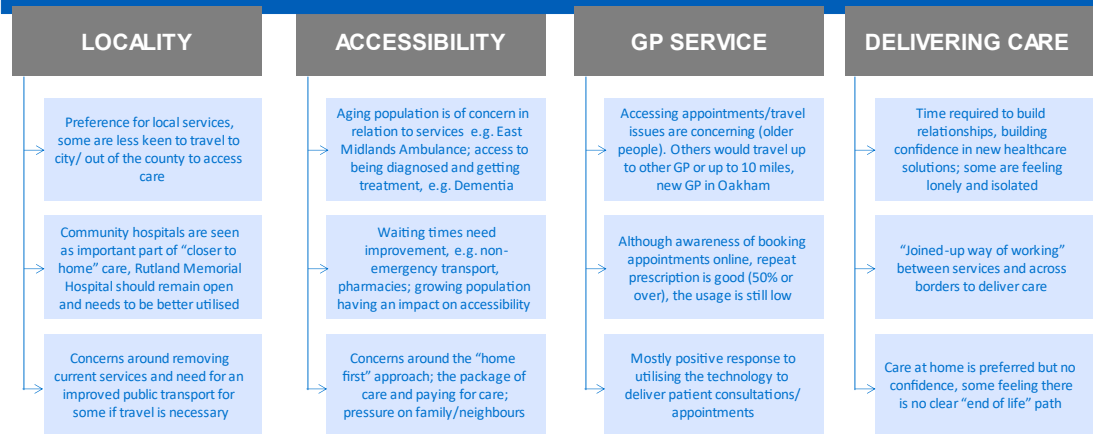 LOCALITY
Preference for local services,
some are less keen to travel to
city/ out of the county to access
care
Community hospitals are seen
as important part of “closer to
home” care, Rutland Memorial
Hospital should remain open
and needs to be better utilised
Concerns around removing
current services and need for an
improved public transport for
some if travel is necessary
ACCESSIBILITY
Aging population is of concern in
relation to services e.g. East
Midlands Ambulance; access to
being diagnosed and getting
treatment, e.g. Dementia
Waiting times need
improvement, e.g. non-
emergency transport,
pharmacies; growing population
having an impact on accessibility
Concerns around the “home
first” approach; the package of
care and paying for care;
pressure on family/neighbours
GP SERVICE
Accessing appointments/travel
issues are concerning (older
people). Others would travel up
to other GP or up to 10 miles,
new GP in Oakham
Although awareness of booking
appointments online, repeat
prescription is good (50% or
over), the usage is still low
Mostly positive response to
utilising the technology to
deliver patient consultations/
appointments
DELIVERING CARE
Time required to build
relationships, building
confidence in new healthcare
solutions; some are feeling
lonely and isolated
“Joined-up way of working”
between services and across
borders to deliver care
Care at home is preferred but no
confidence, some feeling there
is no clear “end of life” path